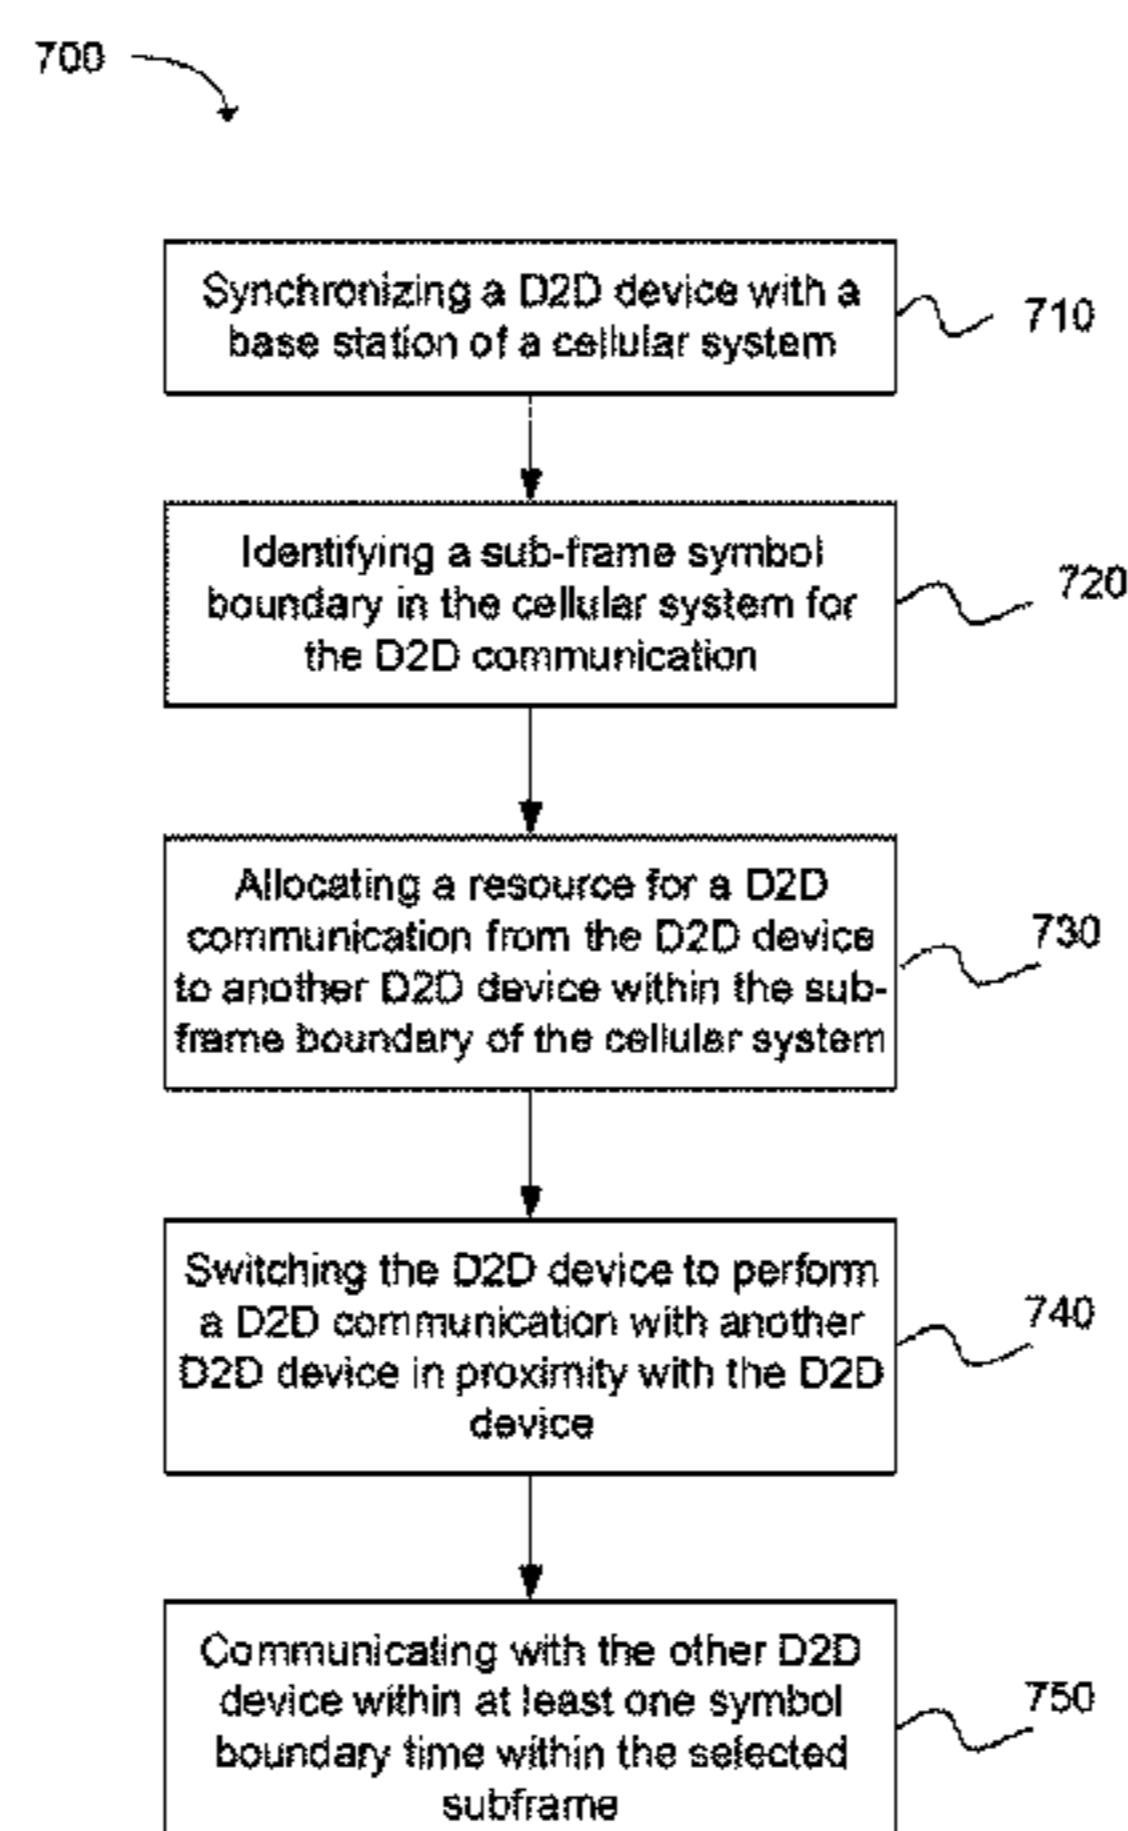 700
Synchronizing a D2D device with a
base station of a cellular system
710
Identifying a sub-frame symbol
boundary in the cellular system for
the D2D communication
720
Allocating a resource for a D2D
communication from the D2D device
to another D2D device within the sub-
frame boundary of the cellular system
730
Switching the D2D device to perform
a D2D communication with another
D2D device in proximity with the D2D
device
740
Communicating with the other D2D
device within at least one symbol
boundary time within the selected
subframe
750